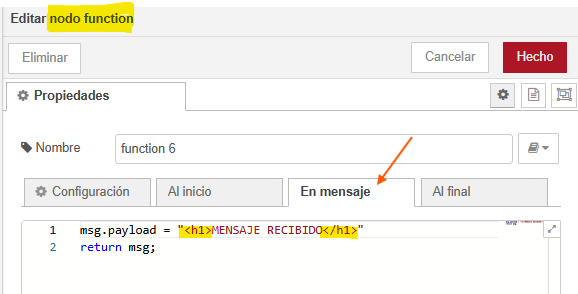 Editar nodo function
Eliminar
Cancelar
Hecho
Propiedades
Nombre
function 6
Configuración
Al inicio
En mensaje
Al final
1 msg.payload = "<h1>MENSAJE RECIBIDO</h1>"
2 return msg;